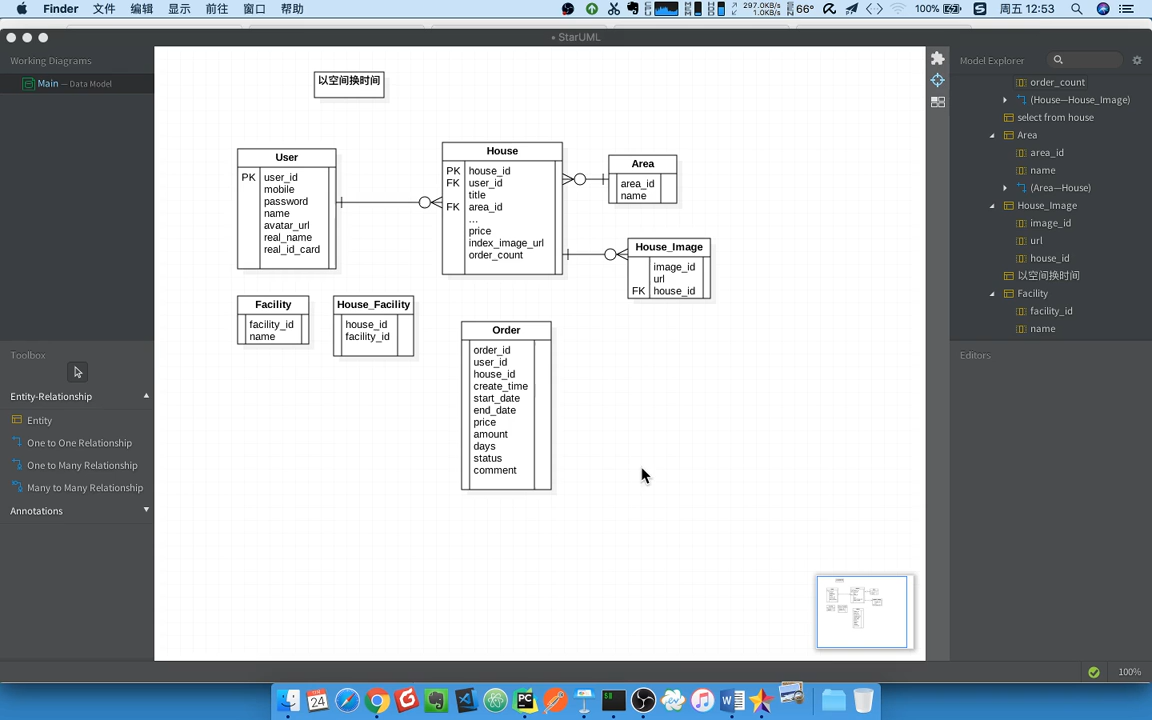 Finder 文件 编辑 显示 前往 窗口 帮助
297.0KB/s
1.0KB/s
66° 100% 周五 12:53
• StarUML
Working Diagrams
Main — Data Model
以空间换时间
User
PK user_id
mobile
password
name
avatar_url
real_name
real_id_card
House
PK house_id
FK user_id
title
FK area_id
...
price
index_image_url
order_count
Area
area_id
name
House_Image
image_id
url
FK house_id
Facility
facility_id
name
House_Facility
house_id
facility_id
Order
order_id
user_id
house_id
create_time
start_date
end_date
price
amount
days
status
comment
Toolbox
Entity-Relationship
Entity
One to One Relationship
One to Many Relationship
Many to Many Relationship
Annotations
Model Explorer
order_count
(House—House_Image)
select from house
Area
area_id
name
(Area—House)
House_Image
image_id
url
house_id
以空间换时间
Facility
facility_id
name
Editors
100%
24
PC